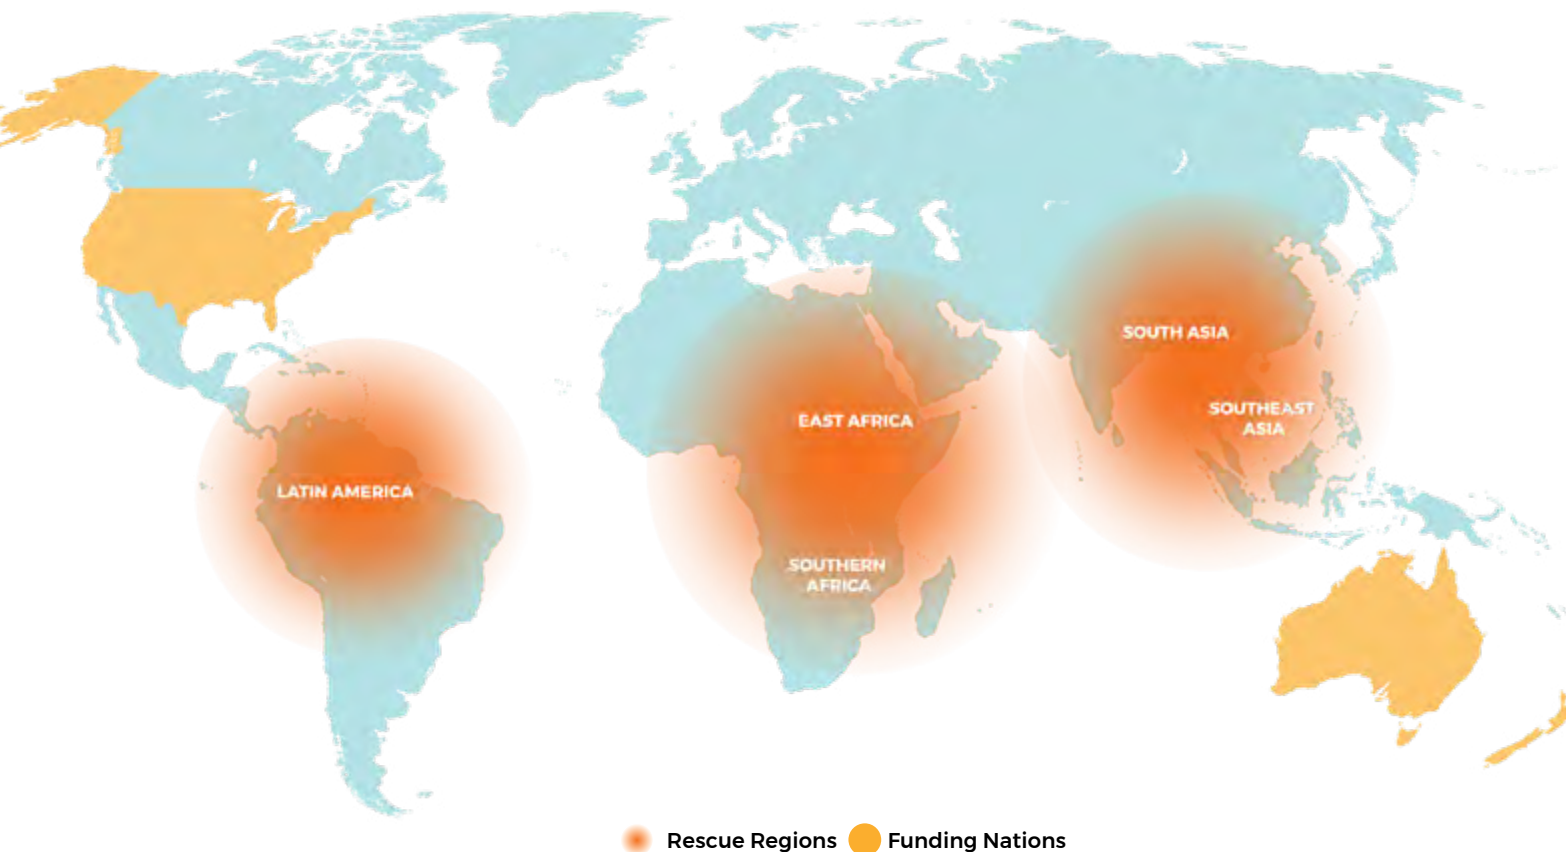 SOUTH ASIA
SOUTHEAST
ASIA
EAST AFRICA
LATIN AMERICA
SOUTHERN
AFRICA
Rescue Regions
Funding Nations